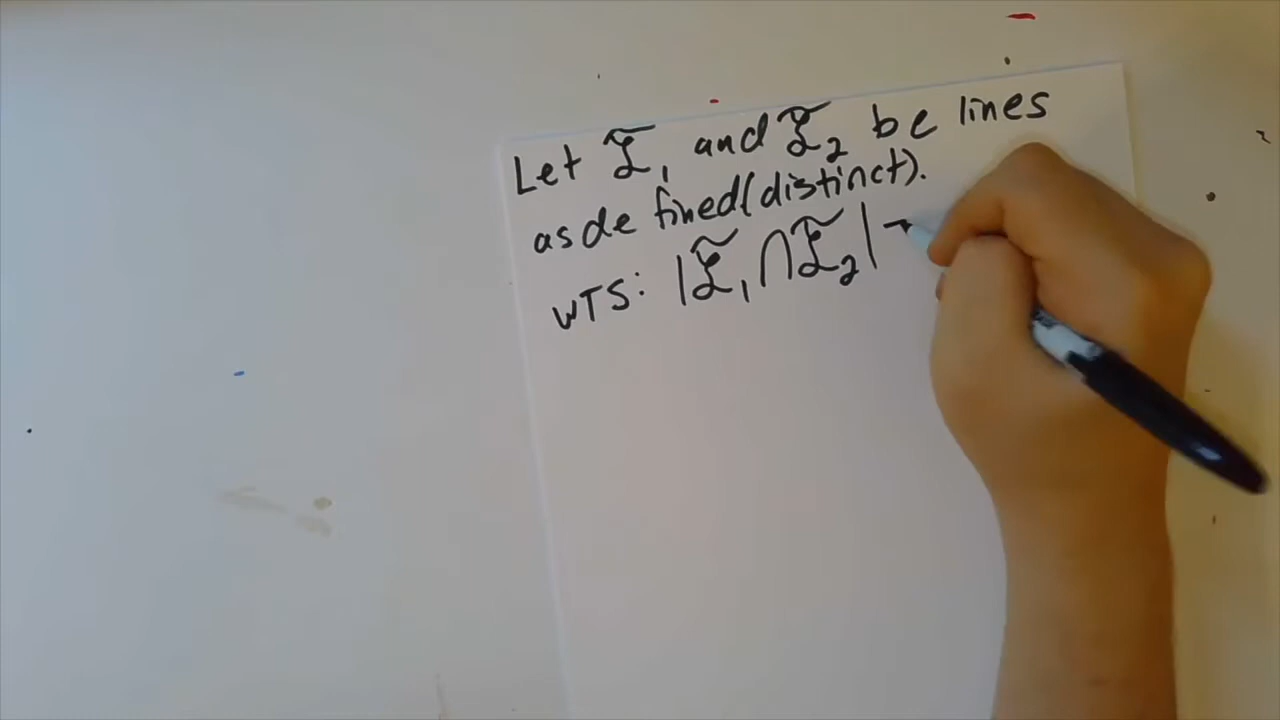 Let ℒ̃₁ and ℒ̃₂ be lines
as defined (distinct).
WTS: |ℒ̃₁ ∩ ℒ̃₂|